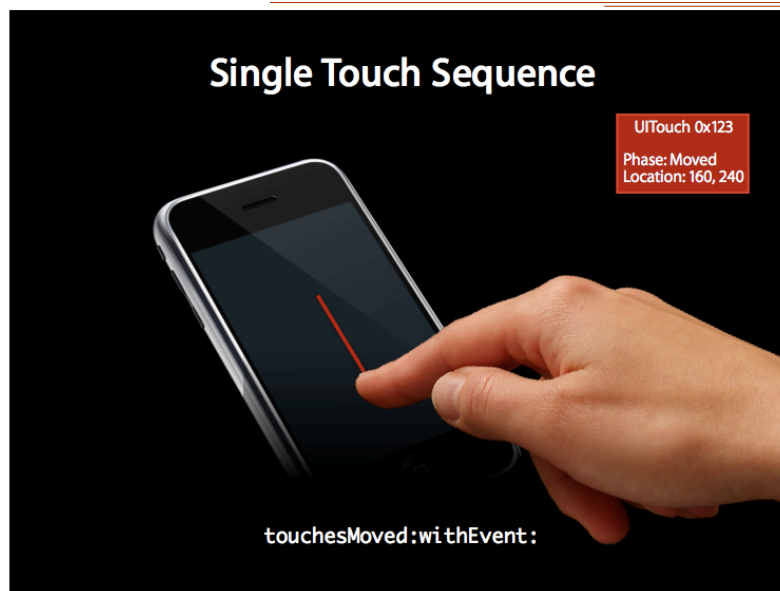 Single Touch Sequence
UITouch 0x123
Phase: Moved
Location: 160, 240
touchesMoved:withEvent: